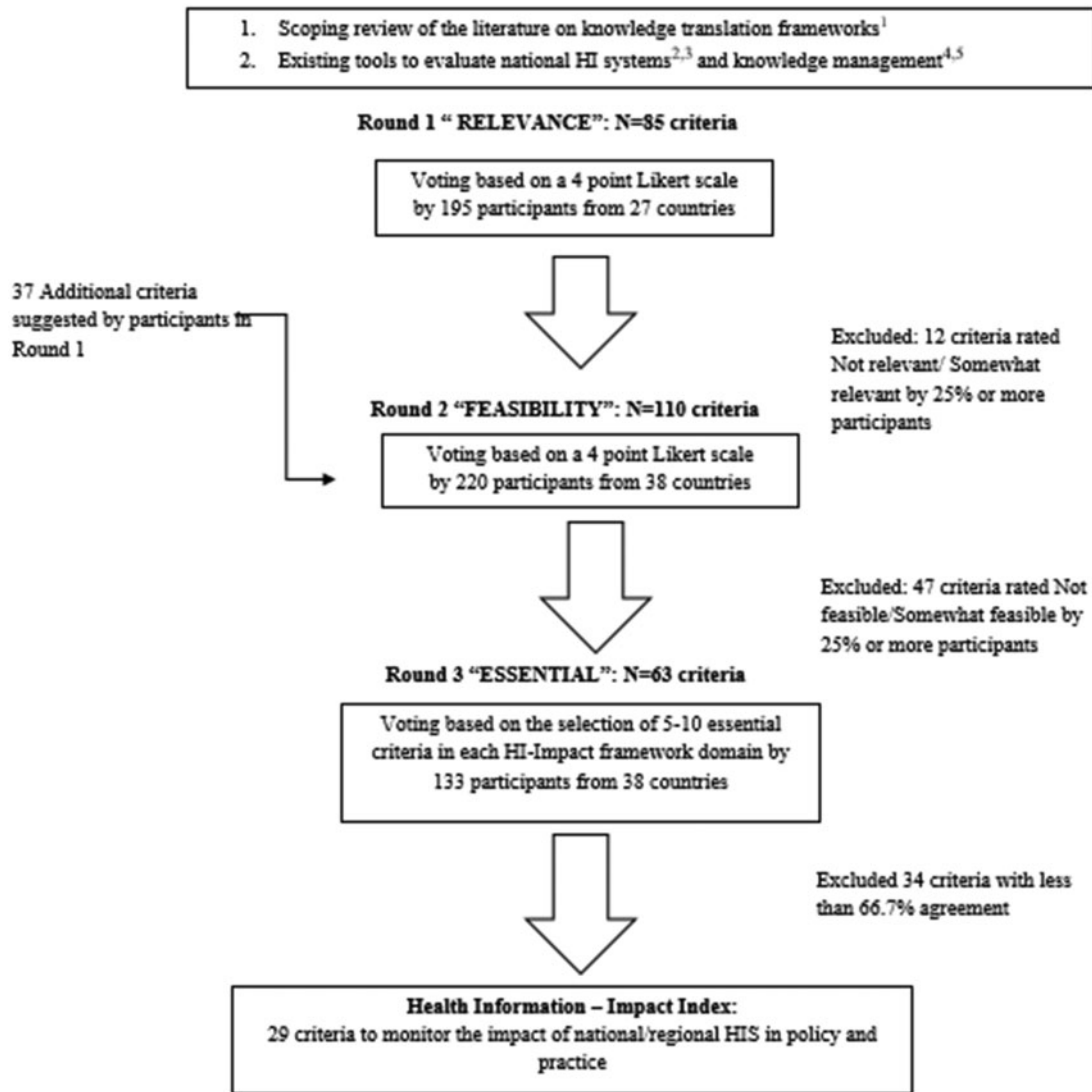 1. Scoping review of the literature on knowledge translation frameworks¹
2. Existing tools to evaluate national HI systems²,³ and knowledge management⁴,⁵
Round 1 “ RELEVANCE”: N=85 criteria
Voting based on a 4 point Likert scale
by 195 participants from 27 countries
37 Additional criteria
suggested by participants in
Round 1
Excluded: 12 criteria rated
Not relevant/ Somewhat
relevant by 25% or more
participants
Round 2 “FEASIBILITY”: N=110 criteria
Voting based on a 4 point Likert scale
by 220 participants from 38 countries
Excluded: 47 criteria rated Not
feasible/Somewhat feasible by
25% or more participants
Round 3 “ESSENTIAL”: N=63 criteria
Voting based on the selection of 5-10 essential
criteria in each HI-Impact framework domain by
133 participants from 38 countries
Excluded 34 criteria with less
than 66.7% agreement
Health Information – Impact Index:
29 criteria to monitor the impact of national/regional HIS in policy and
practice